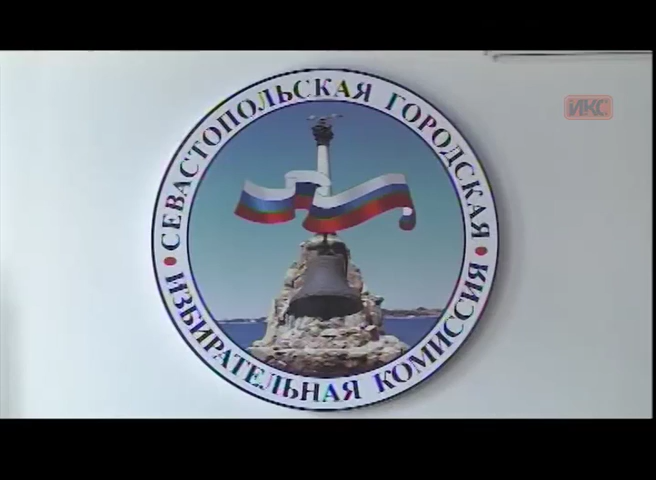 СЕВАСТОПОЛЬСКАЯ ГОРОДСКАЯ
ИЗБИРАТЕЛЬНАЯ КОМИССИЯ
ИКС